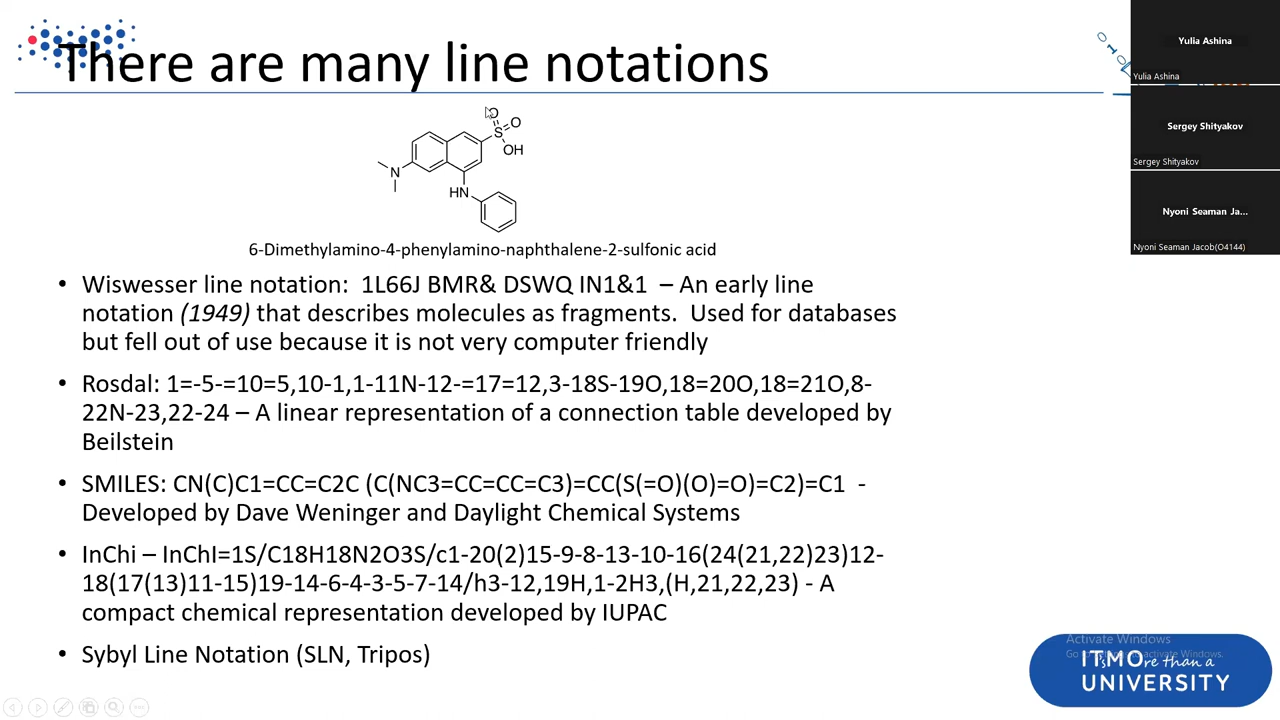 There are many line notations
O
O
S
OH
N
HN
6-Dimethylamino-4-phenylamino-naphthalene-2-sulfonic acid
• Wiswesser line notation:  1L66J BMR& DSWQ IN1&1  – An early line
notation (1949) that describes molecules as fragments.  Used for databases
but fell out of use because it is not very computer friendly
• Rosdal: 1=-5-=10=5,10-1,1-11N-12-=17=12,3-18S-19O,18=20O,18=21O,8-
22N-23,22-24 – A linear representation of a connection table developed by
Beilstein
• SMILES: CN(C)C1=CC=C2C (C(NC3=CC=CC=C3)=CC(S(=O)(O)=O)=C2)=C1  -
Developed by Dave Weninger and Daylight Chemical Systems
• InChi – InChI=1S/C18H18N2O3S/c1-20(2)15-9-8-13-10-16(24(21,22)23)12-
18(17(13)11-15)19-14-6-4-3-5-7-14/h3-12,19H,1-2H3,(H,21,22,23) - A
compact chemical representation developed by IUPAC
• Sybyl Line Notation (SLN, Tripos)
Yulia Ashina
Yulia Ashina
Sergey Shityakov
Sergey Shityakov
Nyoni Seaman Ja...
Nyoni Seaman Jacob(O4144)
Activate Windows
activate Windows.
ITsMOre than a
UNIVERSITY